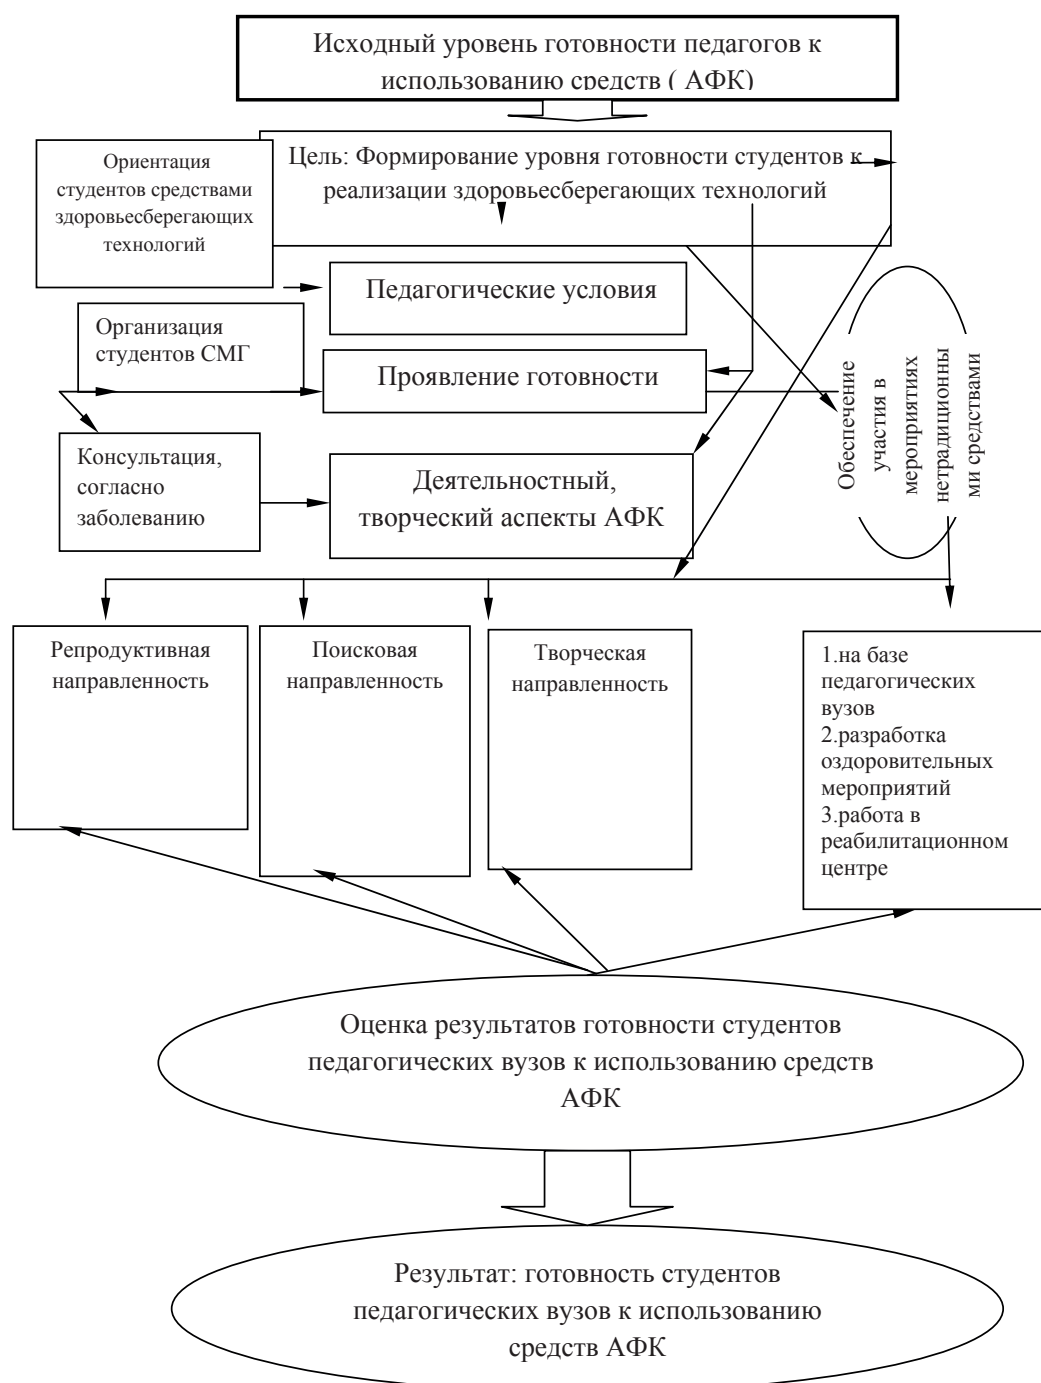 Исходный уровень готовности педагогов к
использованию средств ( АФК)
Ориентация
студентов средствами
здоровьесберегающих
технологий
Цель: Формирование уровня готовности студентов к
реализации здоровьесберегающих технологий
Педагогические условия
Организация
студентов СМГ
Проявление готовности
Консультация,
согласно
заболеванию
Деятельностный,
творческий аспекты АФК
Обеспечение
участия в
мероприятиях
нетрадиционны
ми средствами
Репродуктивная
направленность
Поисковая
направленность
Творческая
направленность
1.на базе
педагогических
вузов
2.разработка
оздоровительных
мероприятий
3.работа в
реабилитационном
центре
Оценка результатов готовности студентов
педагогических вузов к использованию средств
АФК
Результат: готовность студентов
педагогических вузов к использованию
средств АФК